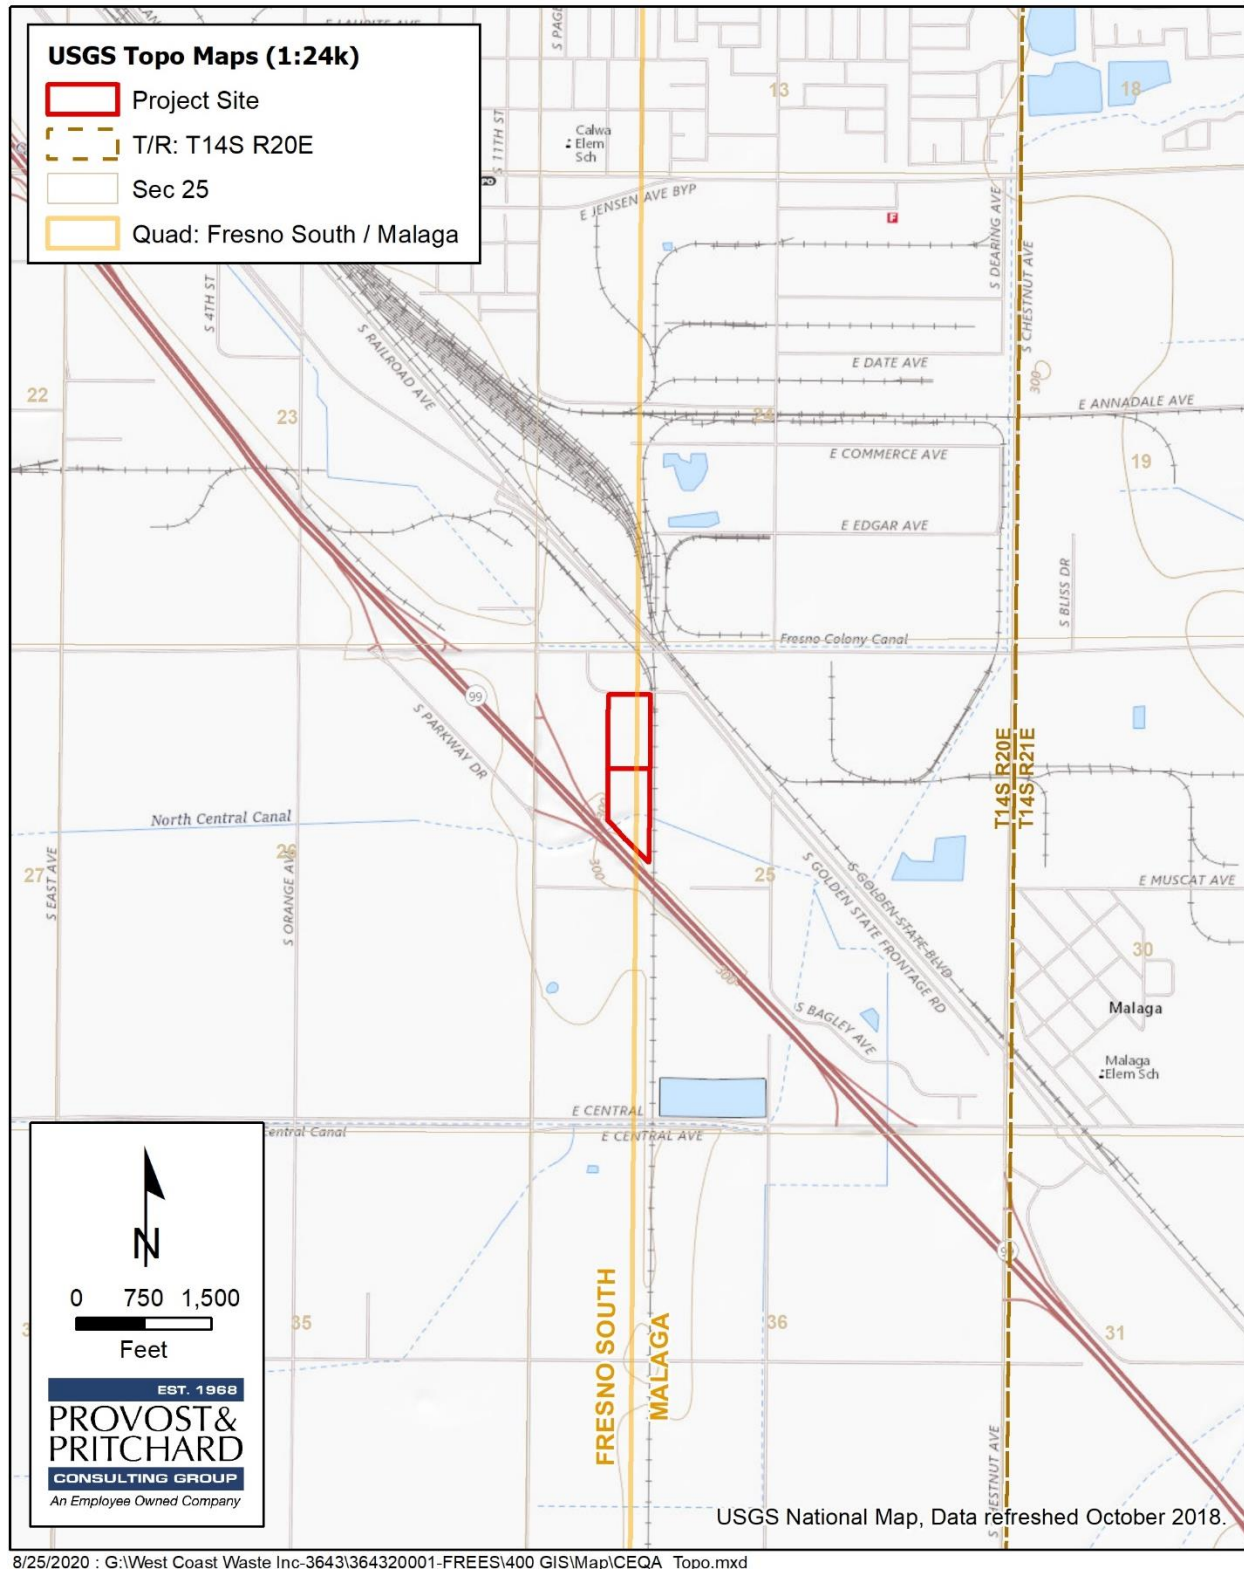 E LAURITE AVE
S PAGE
USGS Topo Maps (1:24k)
Project Site
T/R: T14S R20E
Sec 25
Quad: Fresno South / Malaga
13
18
Calwa
Elem
Sch
S 11TH ST
E JENSEN AVE BYP
F
S DEARING AVE
S CHESTNUT AVE
S 4TH ST
S RAILROAD AVE
E DATE AVE
300
22
23
24
E ANNADALE AVE
E COMMERCE AVE
19
E EDGAR AVE
S BLISS DR
Fresno Colony Canal
99
S PARKWAY DR
T14S R20E
T14S R21E
300
North Central Canal
26
27
S EAST AVE
S ORANGE AVE
300
25
S GOLDEN STATE BLVD
S GOLDEN STATE FRONTAGE RD
E MUSCAT AVE
30
300
Malaga
S BAGLEY AVE
Malaga
Elem Sch
E CENTRAL
Central Canal
E CENTRAL AVE
N
0 750 1,500
Feet
99
FRESNO SOUTH
MALAGA
35
36
31
EST. 1968
PROVOST&
PRITCHARD
CONSULTING GROUP
An Employee Owned Company
S CHESTNUT AVE
USGS National Map, Data refreshed October 2018.
8/25/2020 : G:\West Coast Waste Inc-3643\364320001-FREES\400 GIS\Map\CEQA_Topo.mxd